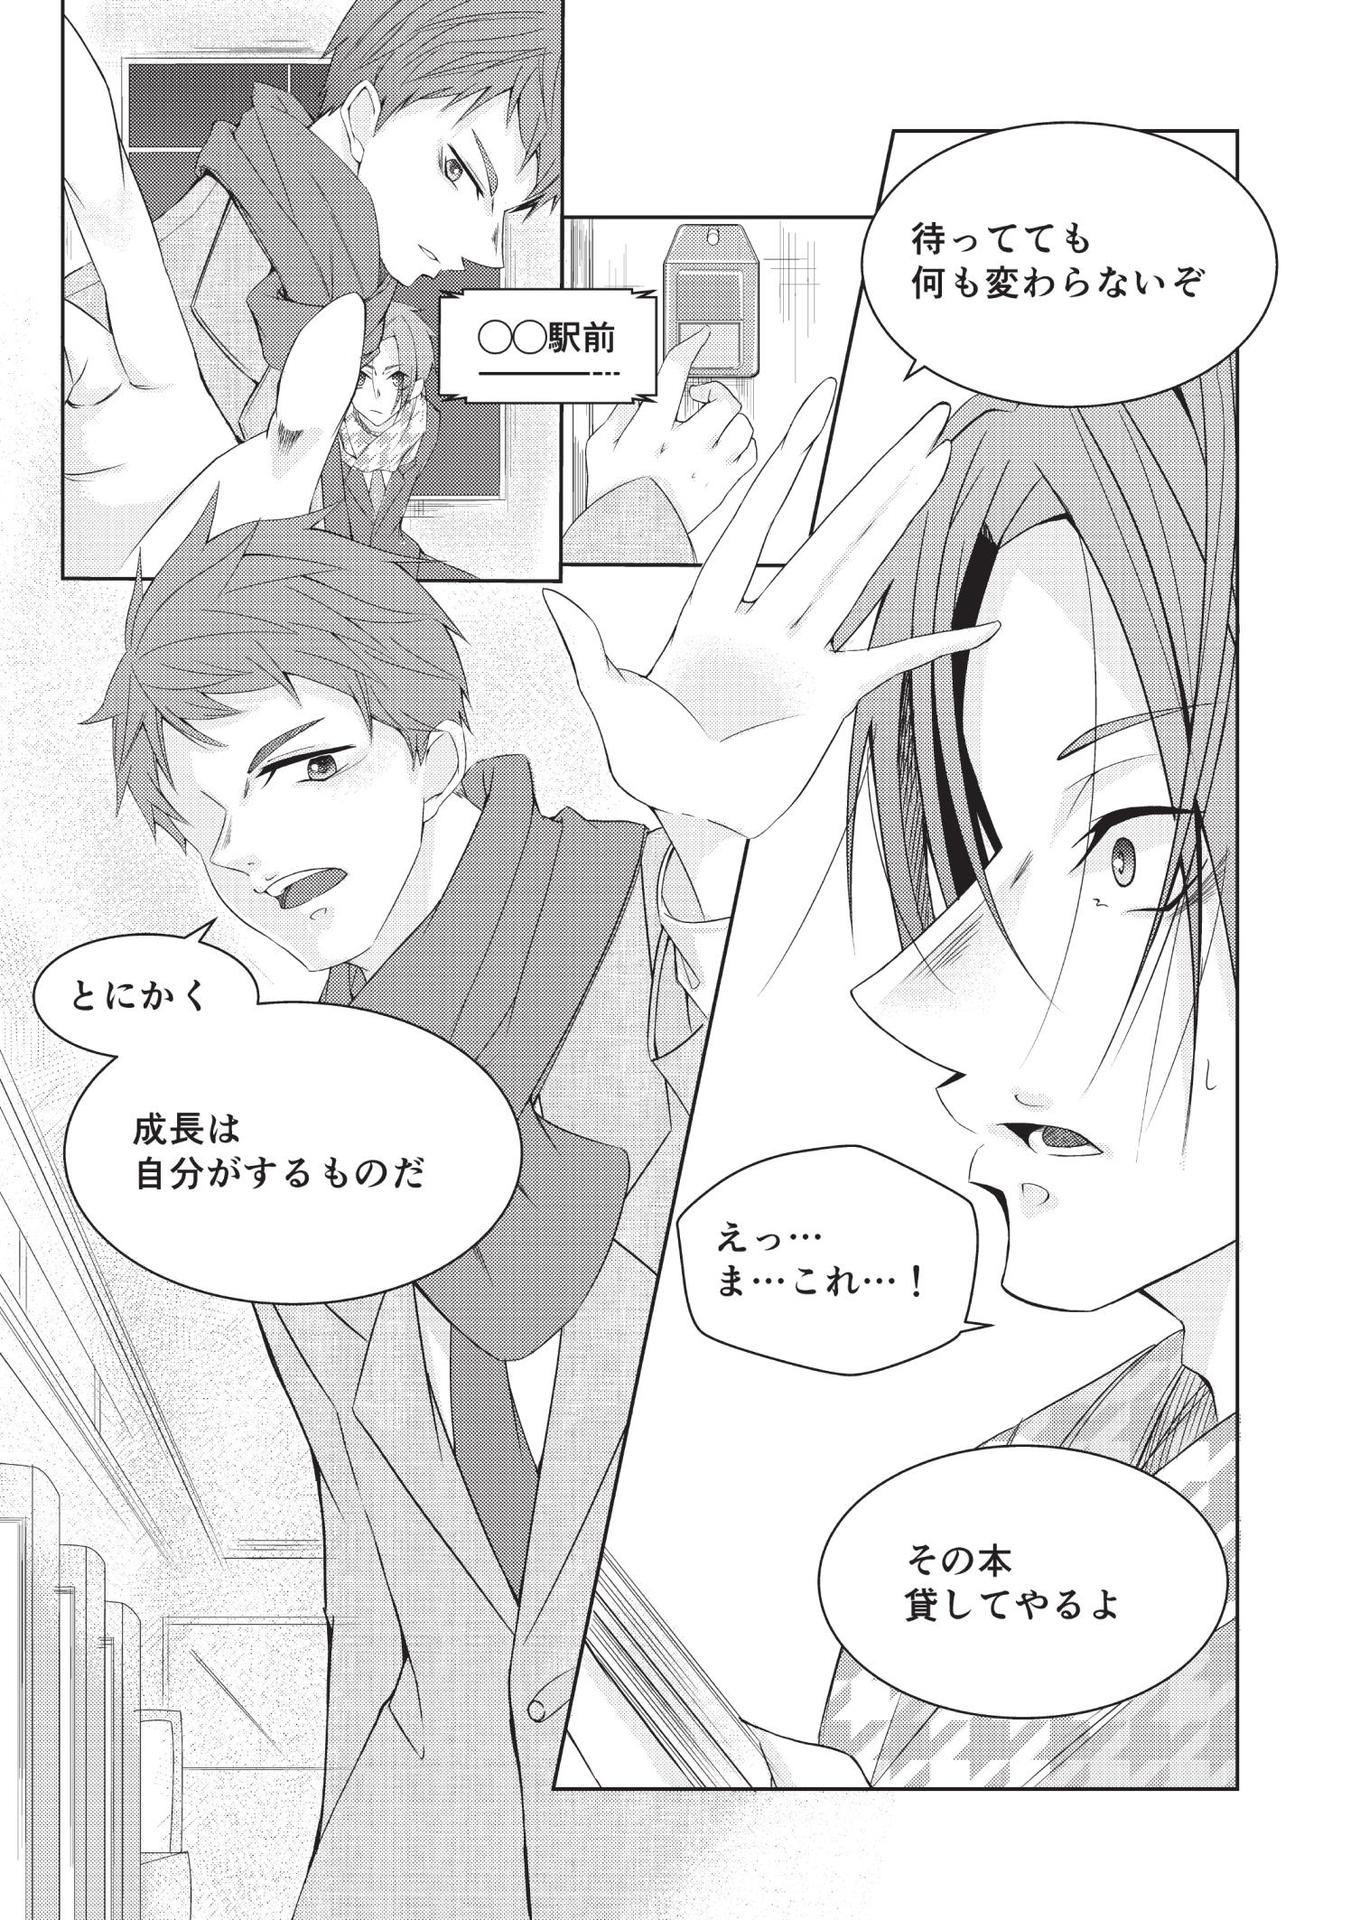 待ってても
何も変わらないぞ
◯◯駅前
とにかく
成長は
自分がするものだ
えっ…
ま…これ…！
その本
貸してやるよ